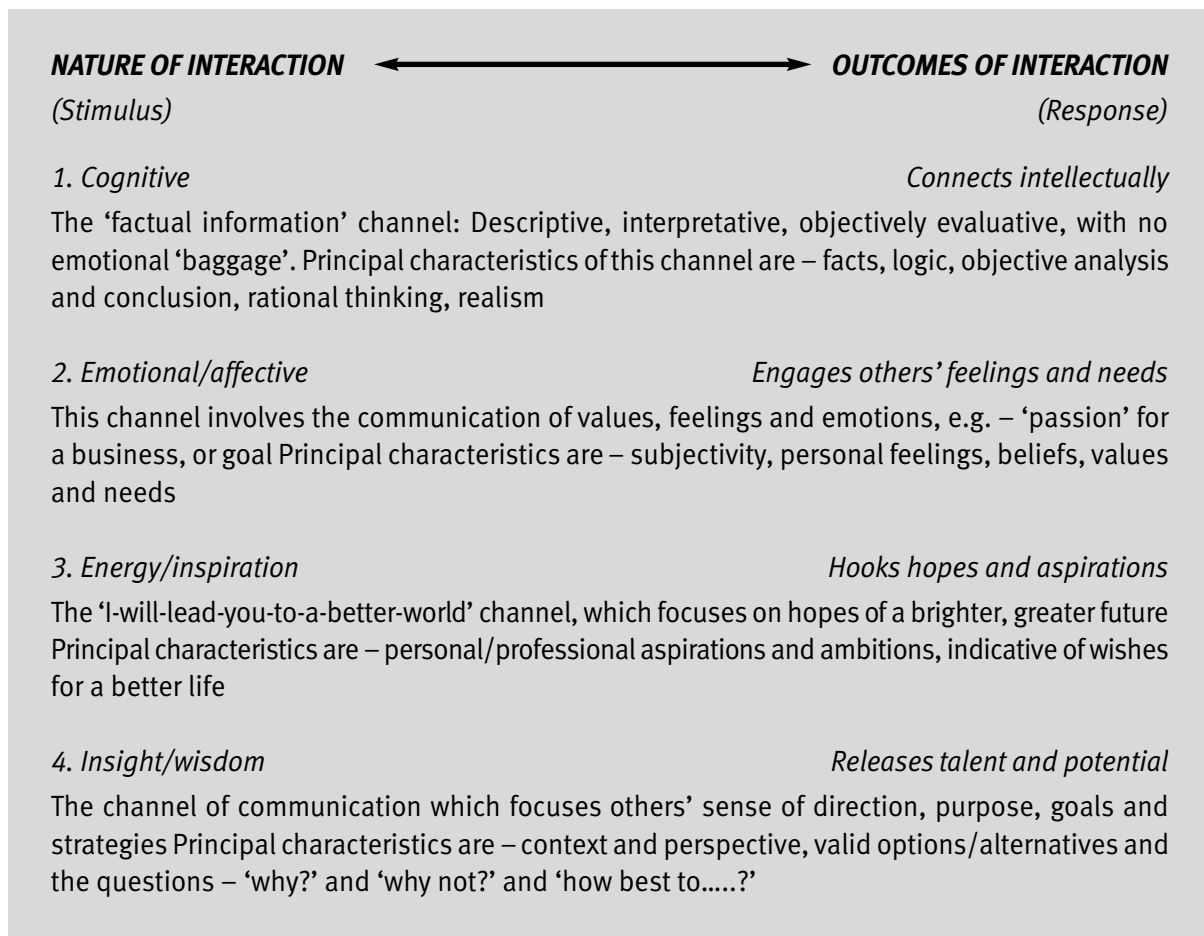 NATURE OF INTERACTION OUTCOMES OF INTERACTION
(Stimulus) (Response)
1. Cognitive Connects intellectually
The ‘factual information’ channel: Descriptive, interpretative, objectively evaluative, with no
emotional ‘baggage’. Principal characteristics of this channel are – facts, logic, objective analysis
and conclusion, rational thinking, realism
2. Emotional/affective Engages others’ feelings and needs
This channel involves the communication of values, feelings and emotions, e.g. – ‘passion’ for
a business, or goal Principal characteristics are – subjectivity, personal feelings, beliefs, values
and needs
3. Energy/inspiration Hooks hopes and aspirations
The ‘I-will-lead-you-to-a-better-world’ channel, which focuses on hopes of a brighter, greater future
Principal characteristics are – personal/professional aspirations and ambitions, indicative of wishes
for a better life
4. Insight/wisdom Releases talent and potential
The channel of communication which focuses others’ sense of direction, purpose, goals and
strategies Principal characteristics are – context and perspective, valid options/alternatives and
the questions – ‘why?’ and ‘why not?’ and ‘how best to.....?’